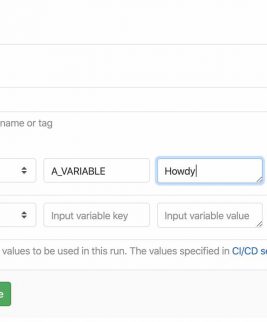 name or tag
A_VARIABLE Howdy
Input variable key Input variable value
values to be used in this run. The values specified in CI/CD se
e